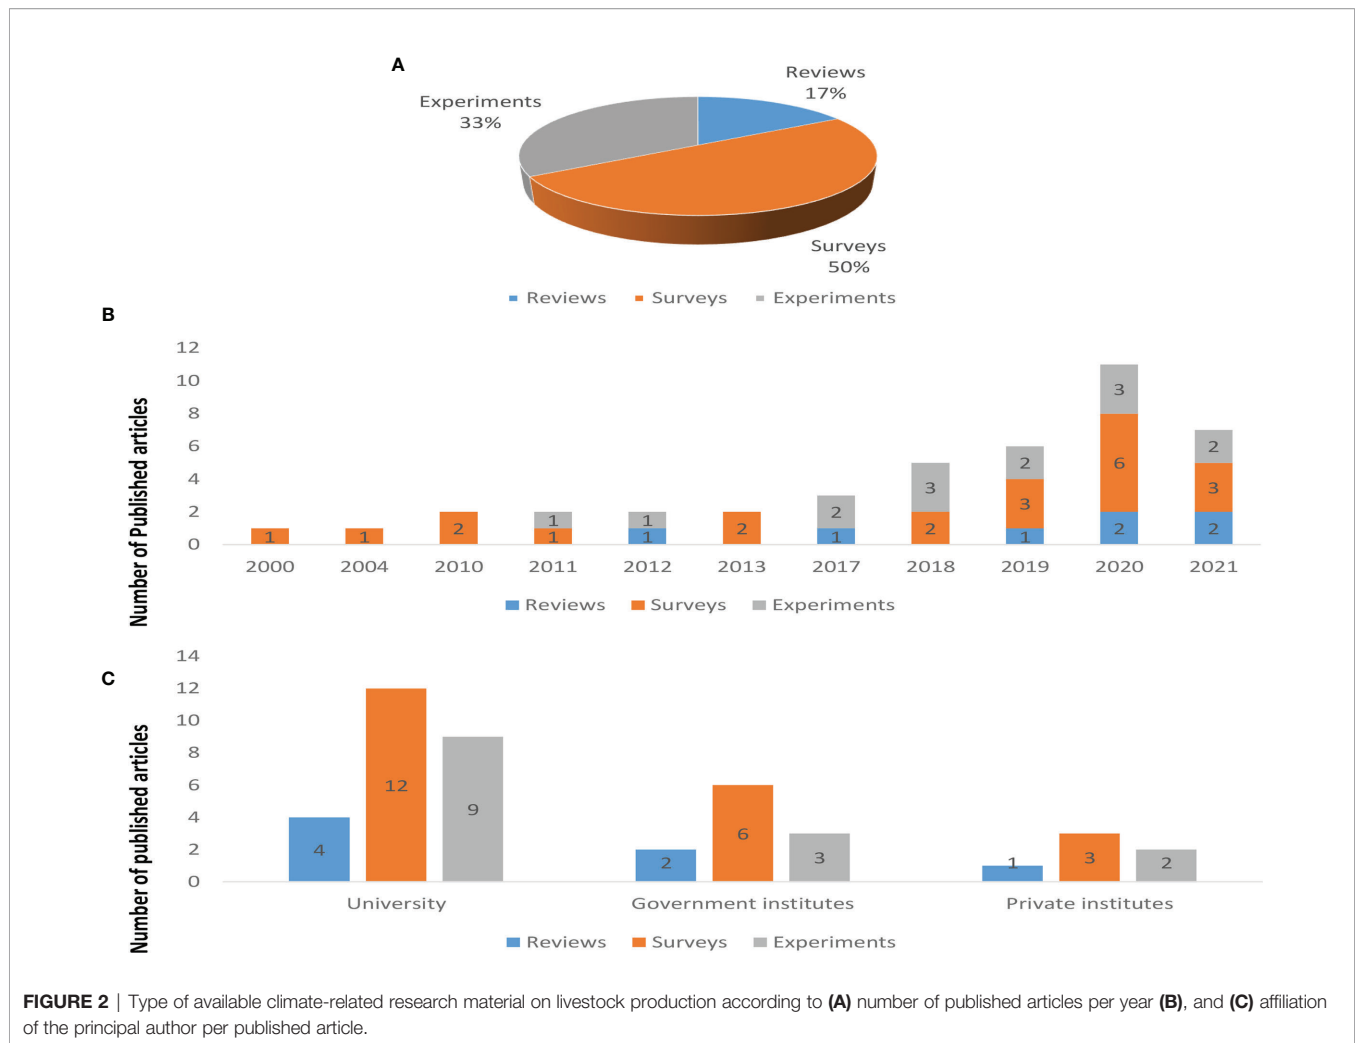 A
Reviews
17%
Experiments
33%
Surveys
50%
Reviews Surveys Experiments
B
Number of Published articles
12
10
8
6
4
2
0
1 1 2 1 1 1 1 2 1 2 2 3 1 3 2 2 6 3 2 3 2
2000 2004 2010 2011 2012 2013 2017 2018 2019 2020 2021
Reviews Surveys Experiments
C
Number of published articles
14
12
10
8
6
4
2
0
4 12 9 2 6 3 1 3 2
University Government institutes Private institutes
Reviews Surveys Experiments
FIGURE 2 | Type of available climate-related research material on livestock production according to (A) number of published articles per year (B), and (C) affiliation
of the principal author per published article.